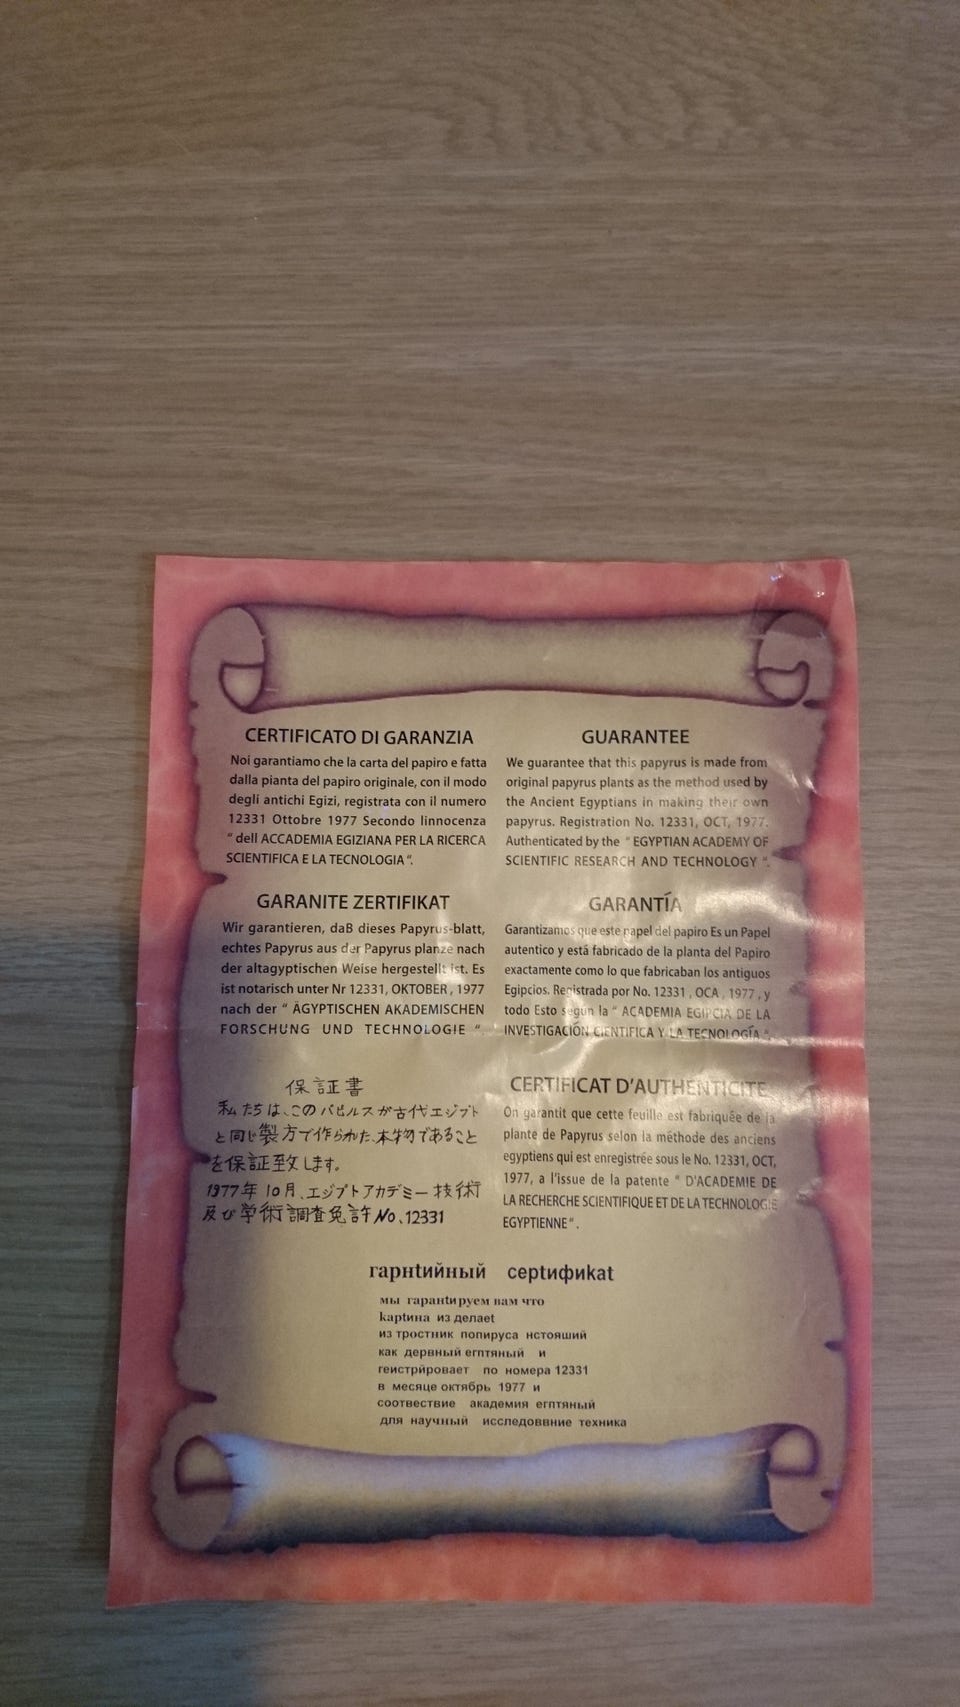 CERTIFICATO DI GARANZIA
Noi garantiamo che la carta del papiro e fatta
dalla pianta del papiro originale, con il modo
degli antichi Egizi, registrata con il numero
12331 Ottobre 1977 Secondo linnocenza
“ dell ACCADEMIA EGIZIANA PER LA RICERCA
SCIENTIFICA E LA TECNOLOGIA “.
GUARANTEE
We guarantee that this papyrus is made from
original papyrus plants as the method used by
the Ancient Egyptians in making their own
papyrus. Registration No. 12331, OCT, 1977.
Authenticated by the “ EGYPTIAN ACADEMY OF
SCIENTIFIC RESEARCH AND TECHNOLOGY “.
GARANITE ZERTIFIKAT
Wir garantieren, daB dieses Papyrus-blatt,
echtes Papyrus aus der Papyrus planze nach
der altagyptischen Weise hergestellt ist. Es
ist notarisch unter Nr 12331, OKTOBER , 1977
nach der “ ÄGYPTISCHEN AKADEMISCHEN
FORSCHUNG UND TECHNOLOGIE “.
GARANTÍA
Garantizamos que este papel del papiro Es un Papel
autentico y está fabricado de la planta del Papiro
exactamente como lo que fabricaban los antiguos
Egipcios. Registrada por No. 12331 , OCA , 1977 , y
todo Esto según la “ ACADEMIA EGIPCIA DE LA
INVESTIGACIÓN CIENTIFICA Y LA TECNOLOGÍA “.
保証書
私たちは、このパピルスが古代エジプト
と同じ製方で作られた、本物であること
を保証致します。
1977年10月、エジプトアカデミー技術
及び学術調査免許No、12331
CERTIFICAT D’AUTHENTICITE
On garantit que cette feuille est fabriquée de la
plante de Papyrus selon la méthode des anciens
egyptiens qui est enregistrée sous le No. 12331, OCT,
1977, a l’issue de la patente “ D’ACADEMIE DE
LA RECHERCHE SCIENTIFIQUE ET DE LA TECHNOLOGIE
EGYPTIENNE“ .
гарнtийный серtификat
мы гаранtируем вам что
kарtина из делаеt
из тростник попируса нстояший
как дервный егптяный и
геистрйровает по номера 12331
в месяце октябрь 1977 и
соотвествие академия егптяный
для научный исследоввние техника